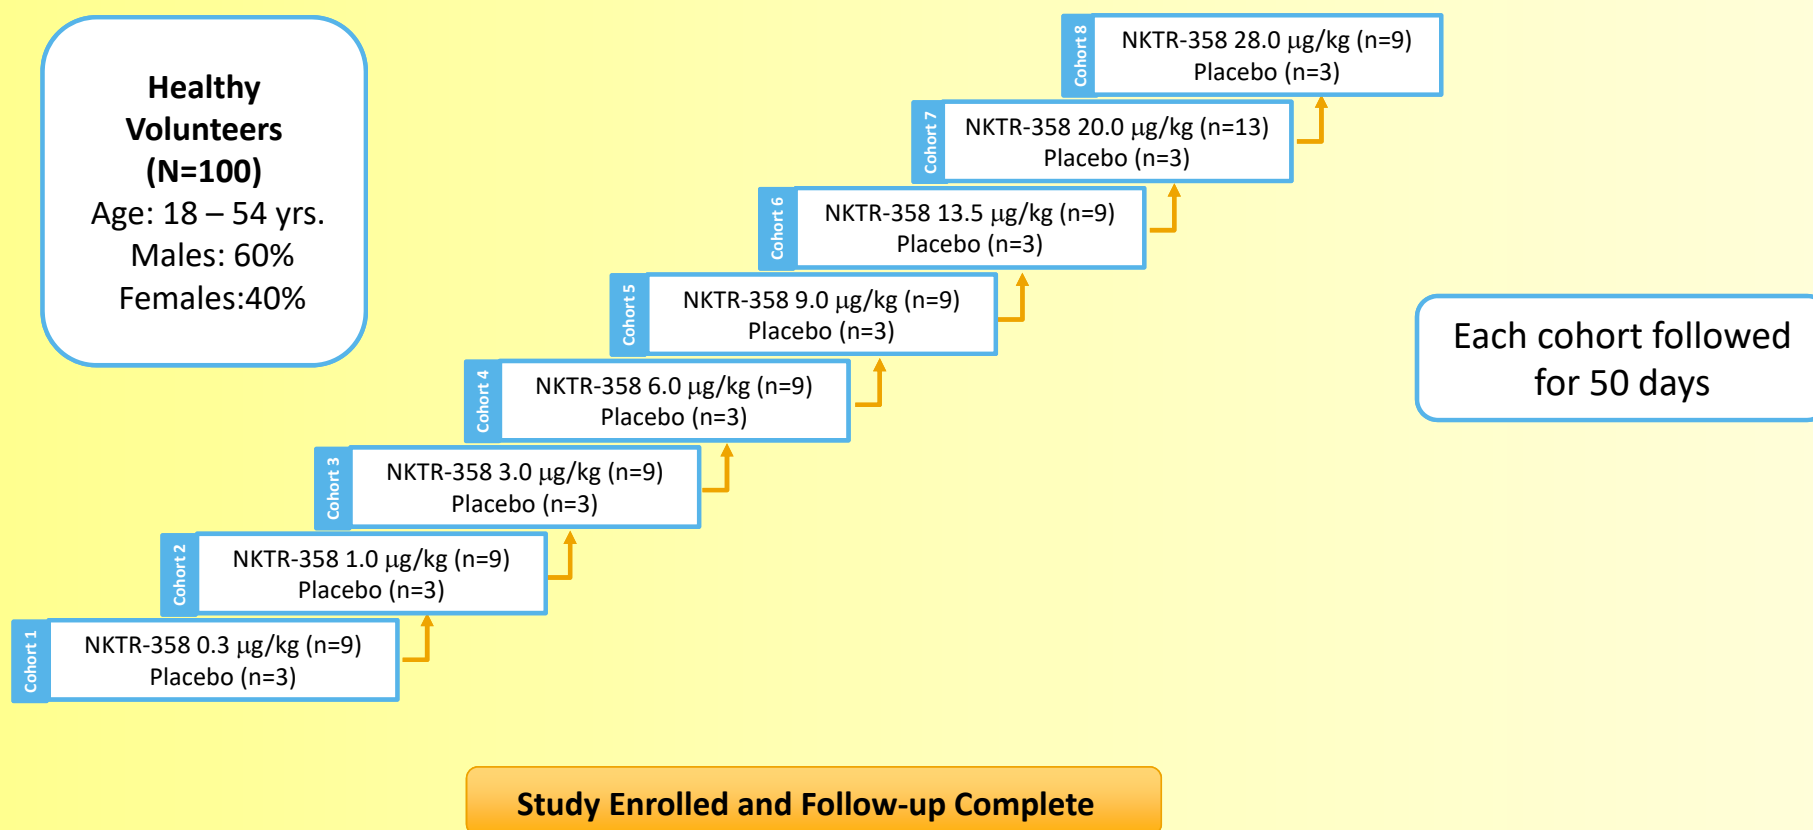 Healthy
Volunteers
(N=100)
Age: 18 – 54 yrs.
Males: 60%
Females:40%
Cohort 8
NKTR-358 28.0 μg/kg (n=9)
Placebo (n=3)
Cohort 7
NKTR-358 20.0 μg/kg (n=13)
Placebo (n=3)
Cohort 6
NKTR-358 13.5 μg/kg (n=9)
Placebo (n=3)
Cohort 5
NKTR-358 9.0 μg/kg (n=9)
Placebo (n=3)
Cohort 4
NKTR-358 6.0 μg/kg (n=9)
Placebo (n=3)
Cohort 3
NKTR-358 3.0 μg/kg (n=9)
Placebo (n=3)
Cohort 2
NKTR-358 1.0 μg/kg (n=9)
Placebo (n=3)
Cohort 1
NKTR-358 0.3 μg/kg (n=9)
Placebo (n=3)
Each cohort followed
for 50 days
Study Enrolled and Follow-up Complete